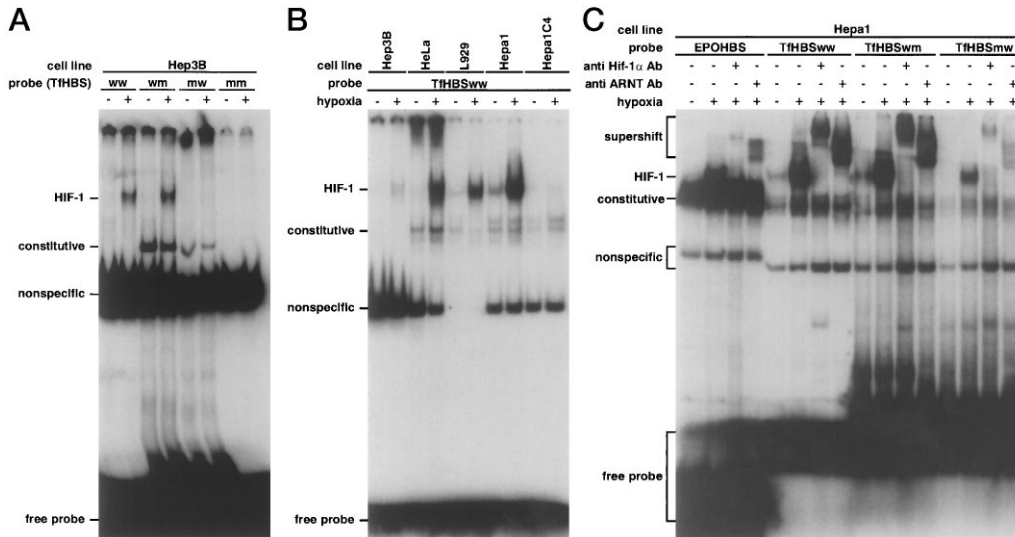 A
cell line
Hep3B
probe (TfHBS) ww wm mw mm
- + - + - + - +
HIF-1
constitutive
nonspecific
free probe
B
cell line
Hep3B HeLa L929 Hepa1 Hepa1C4
probe
TfHBSww
hypoxia - + - + - + - + - +
HIF-1
constitutive
nonspecific
free probe
C
cell line
Hepa1
probe
EPOHBS TfHBSww TfHBSwm TfHBSmw
anti Hif-1α Ab - - + - - - + - - - + - - - + -
anti ARNT Ab - - - + - - - + - - - + - - - +
hypoxia - + + + - + + + - + + + - + + +
supershift
HIF-1
constitutive
nonspecific
free probe